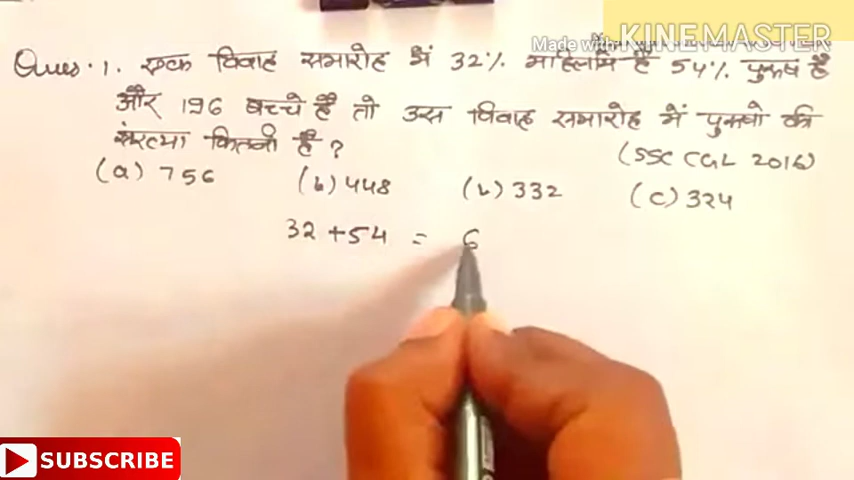 Made with KINEMASTER
Ques·1. एक विवाह समारोह में 32% महिलायें हैं 54% पुरुष है
और 196 बच्चे है तो उस विवाह समारोह में पुरुषो की
संख्या कितनी है ?
(SSC CGL 2016)
(a) 756 (b) 448 (b) 332 (c) 324
32 + 54 = 6
SUBSCRIBE